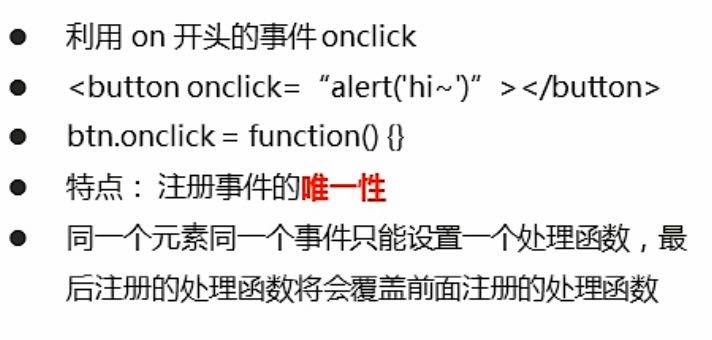 ● 利用 on 开头的事件 onclick
● <button onclick= “alert('hi~')” ></button>
● btn.onclick = function() {}
● 特点： 注册事件的唯一性
● 同一个元素同一个事件只能设置一个处理函数，最
后注册的处理函数将会覆盖前面注册的处理函数